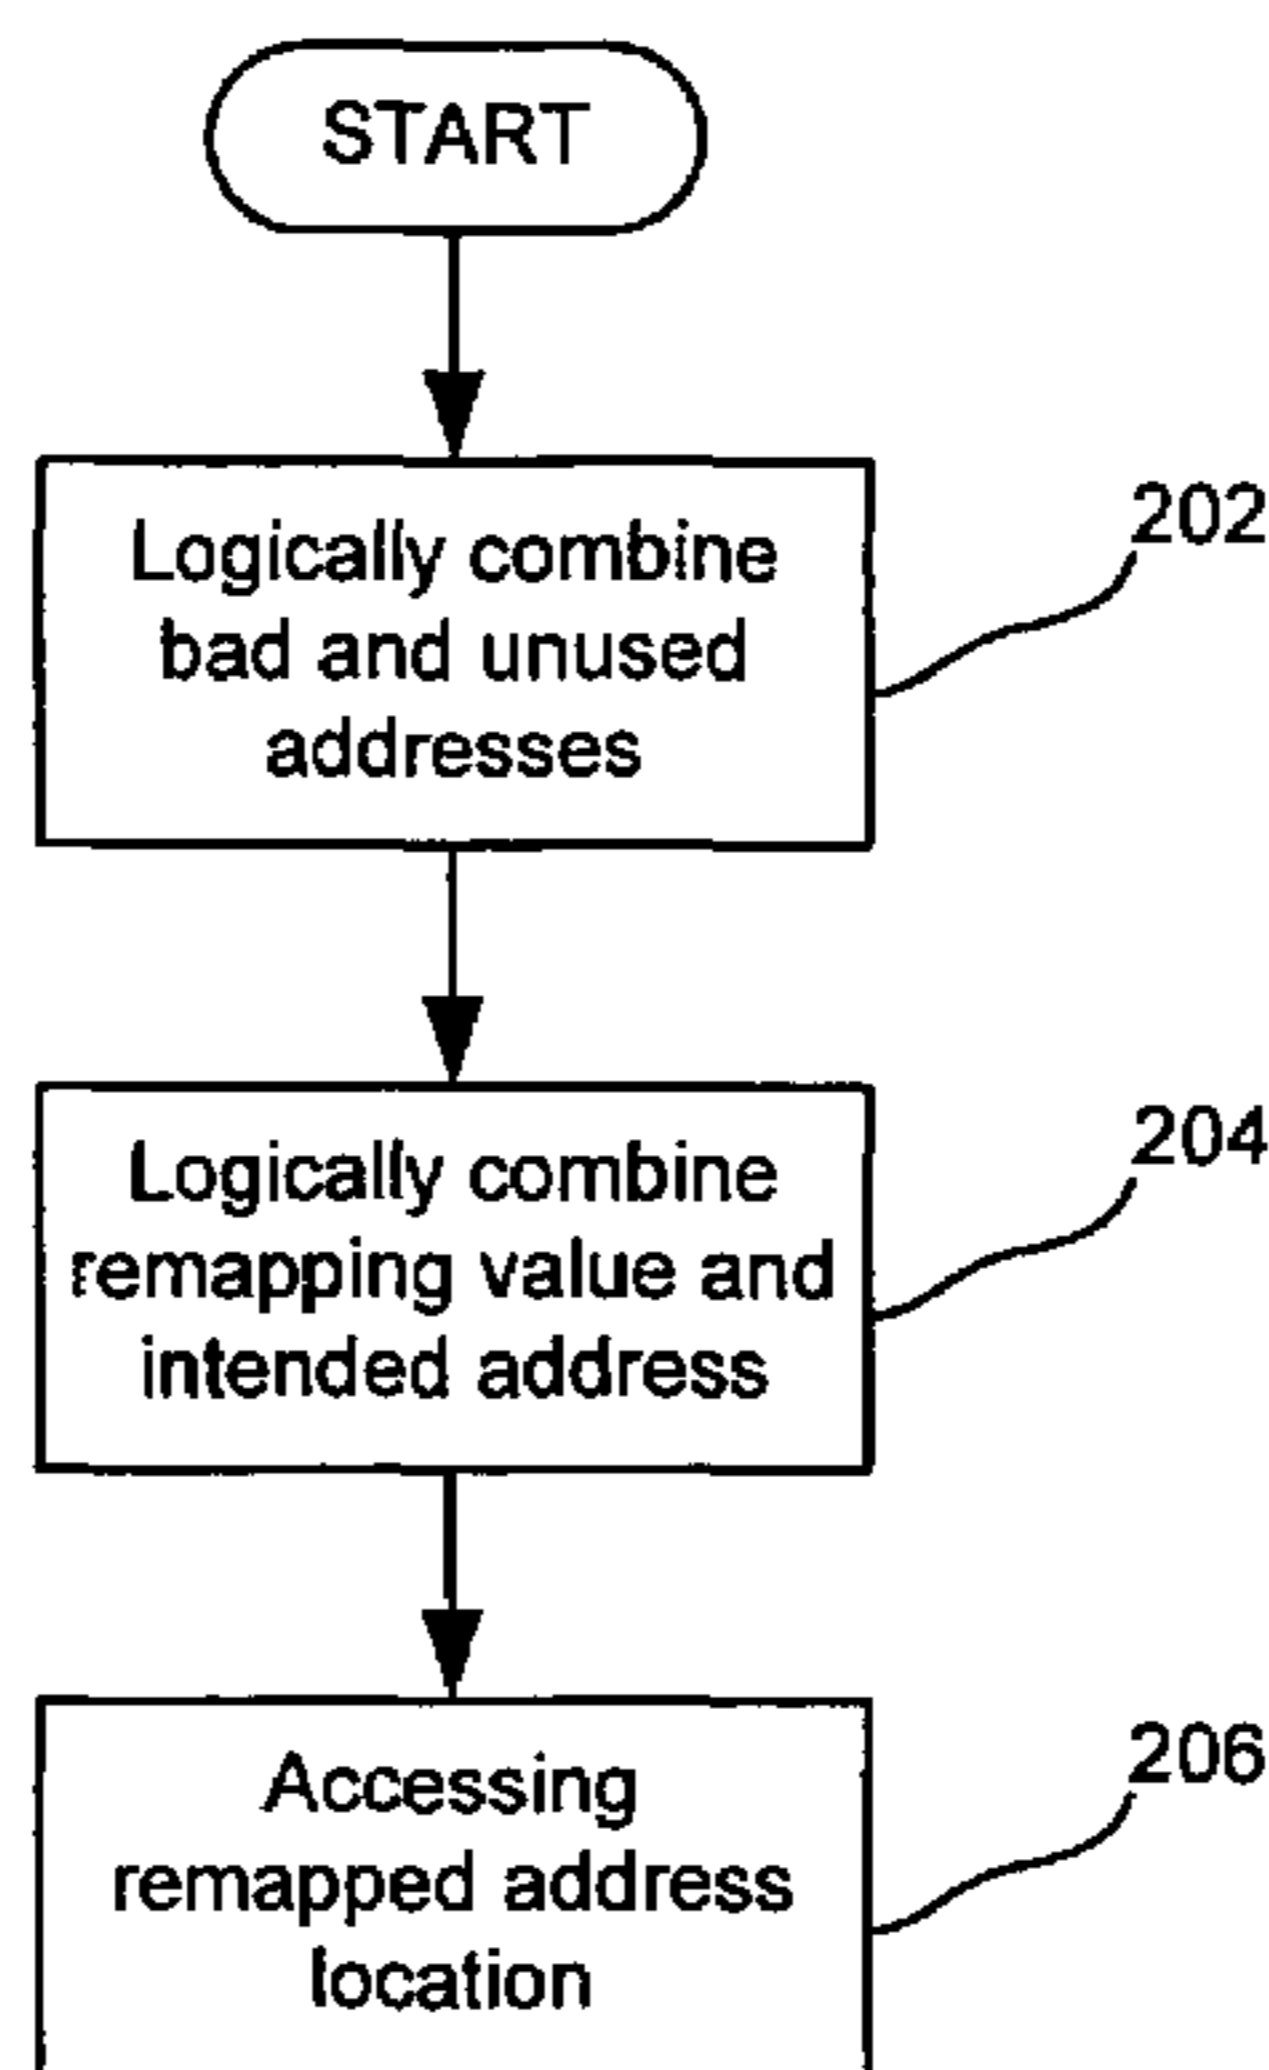 START
Logically combine
bad and unused
addresses
202
Logically combine
remapping value and
intended address
204
Accessing
remapped address
location
206